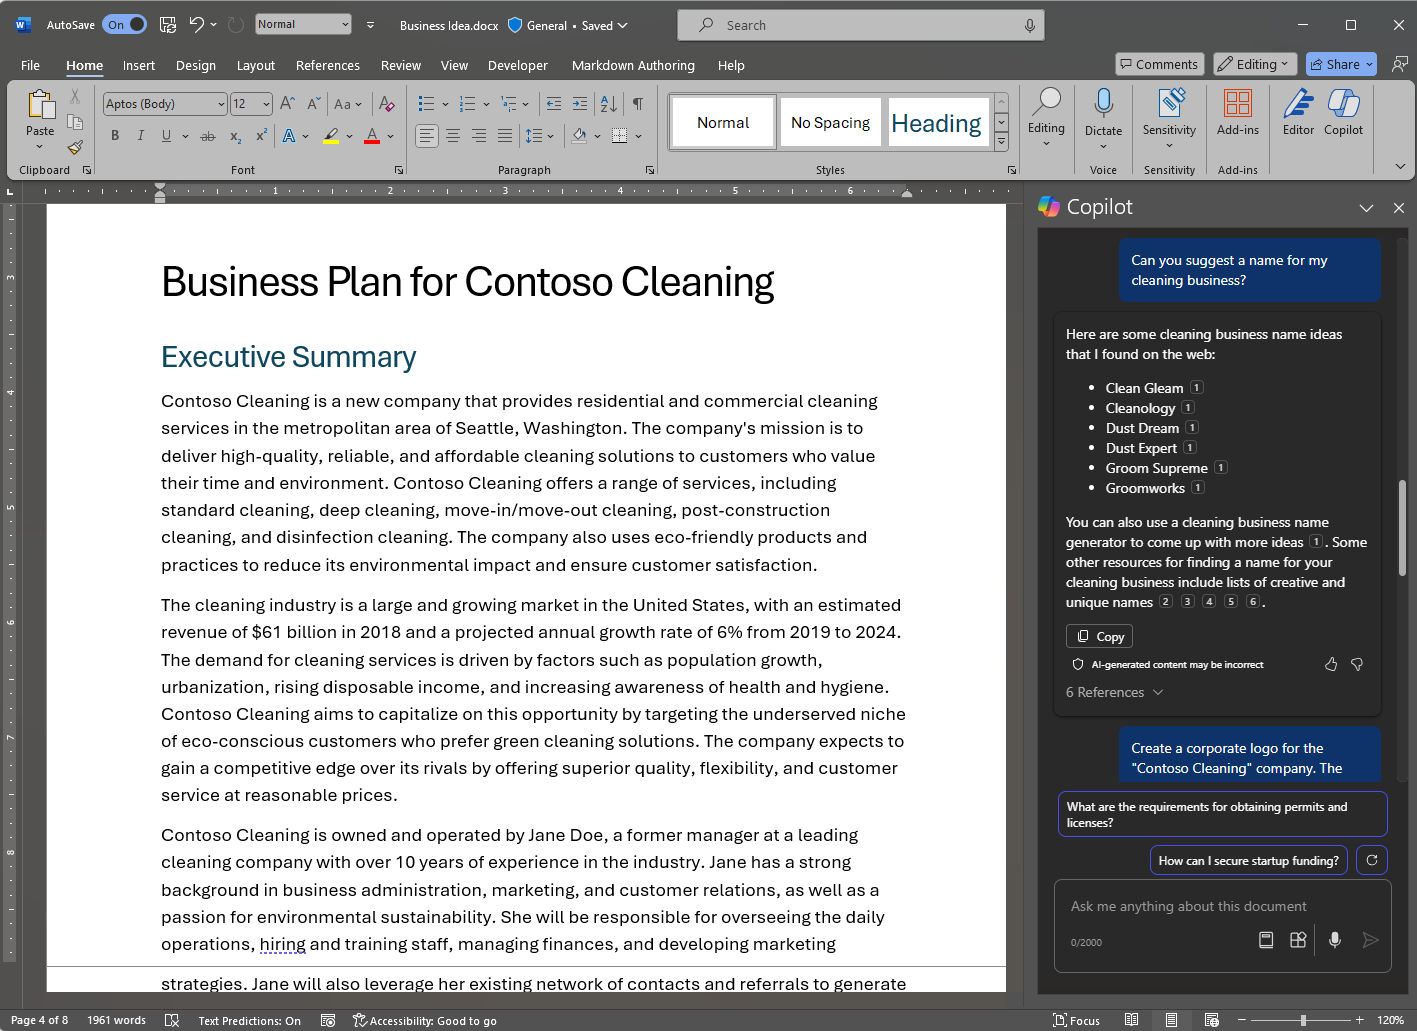 AutoSave On Normal Business Idea.docx General • Saved Search
File Home Insert Design Layout References Review View Developer Markdown Authoring Help Comments Editing Share
Paste Aptos (Body) 12 Aa Normal No Spacing Heading Editing Dictate Sensitivity Add-ins Editor Copilot
B I U ab x₂ x² A A
Clipboard Font Paragraph Styles Voice Sensitivity Add-ins
1 2 3 4 5 6
3
4
5
6
7
8
Business Plan for Contoso Cleaning
Executive Summary
Contoso Cleaning is a new company that provides residential and commercial cleaning
services in the metropolitan area of Seattle, Washington. The company's mission is to
deliver high-quality, reliable, and affordable cleaning solutions to customers who value
their time and environment. Contoso Cleaning offers a range of services, including
standard cleaning, deep cleaning, move-in/move-out cleaning, post-construction
cleaning, and disinfection cleaning. The company also uses eco-friendly products and
practices to reduce its environmental impact and ensure customer satisfaction.
The cleaning industry is a large and growing market in the United States, with an estimated
revenue of $61 billion in 2018 and a projected annual growth rate of 6% from 2019 to 2024.
The demand for cleaning services is driven by factors such as population growth,
urbanization, rising disposable income, and increasing awareness of health and hygiene.
Contoso Cleaning aims to capitalize on this opportunity by targeting the underserved niche
of eco-conscious customers who prefer green cleaning solutions. The company expects to
gain a competitive edge over its rivals by offering superior quality, flexibility, and customer
service at reasonable prices.
Contoso Cleaning is owned and operated by Jane Doe, a former manager at a leading
cleaning company with over 10 years of experience in the industry. Jane has a strong
background in business administration, marketing, and customer relations, as well as a
passion for environmental sustainability. She will be responsible for overseeing the daily
operations, hiring and training staff, managing finances, and developing marketing
strategies. Jane will also leverage her existing network of contacts and referrals to generate
Copilot
Can you suggest a name for my
cleaning business?
Here are some cleaning business name ideas
that I found on the web:
• Clean Gleam 1
• Cleanology 1
• Dust Dream 1
• Dust Expert 1
• Groom Supreme 1
• Groomworks 1
You can also use a cleaning business name
generator to come up with more ideas 1 . Some
other resources for finding a name for your
cleaning business include lists of creative and
unique names 2 3 4 5 6 .
Copy
AI-generated content may be incorrect
6 References
Create a corporate logo for the
"Contoso Cleaning" company. The
What are the requirements for obtaining permits and
licenses?
How can I secure startup funding?
Ask me anything about this document
0/2000
Page 4 of 8 1961 words Text Predictions: On Accessibility: Good to go Focus 120%